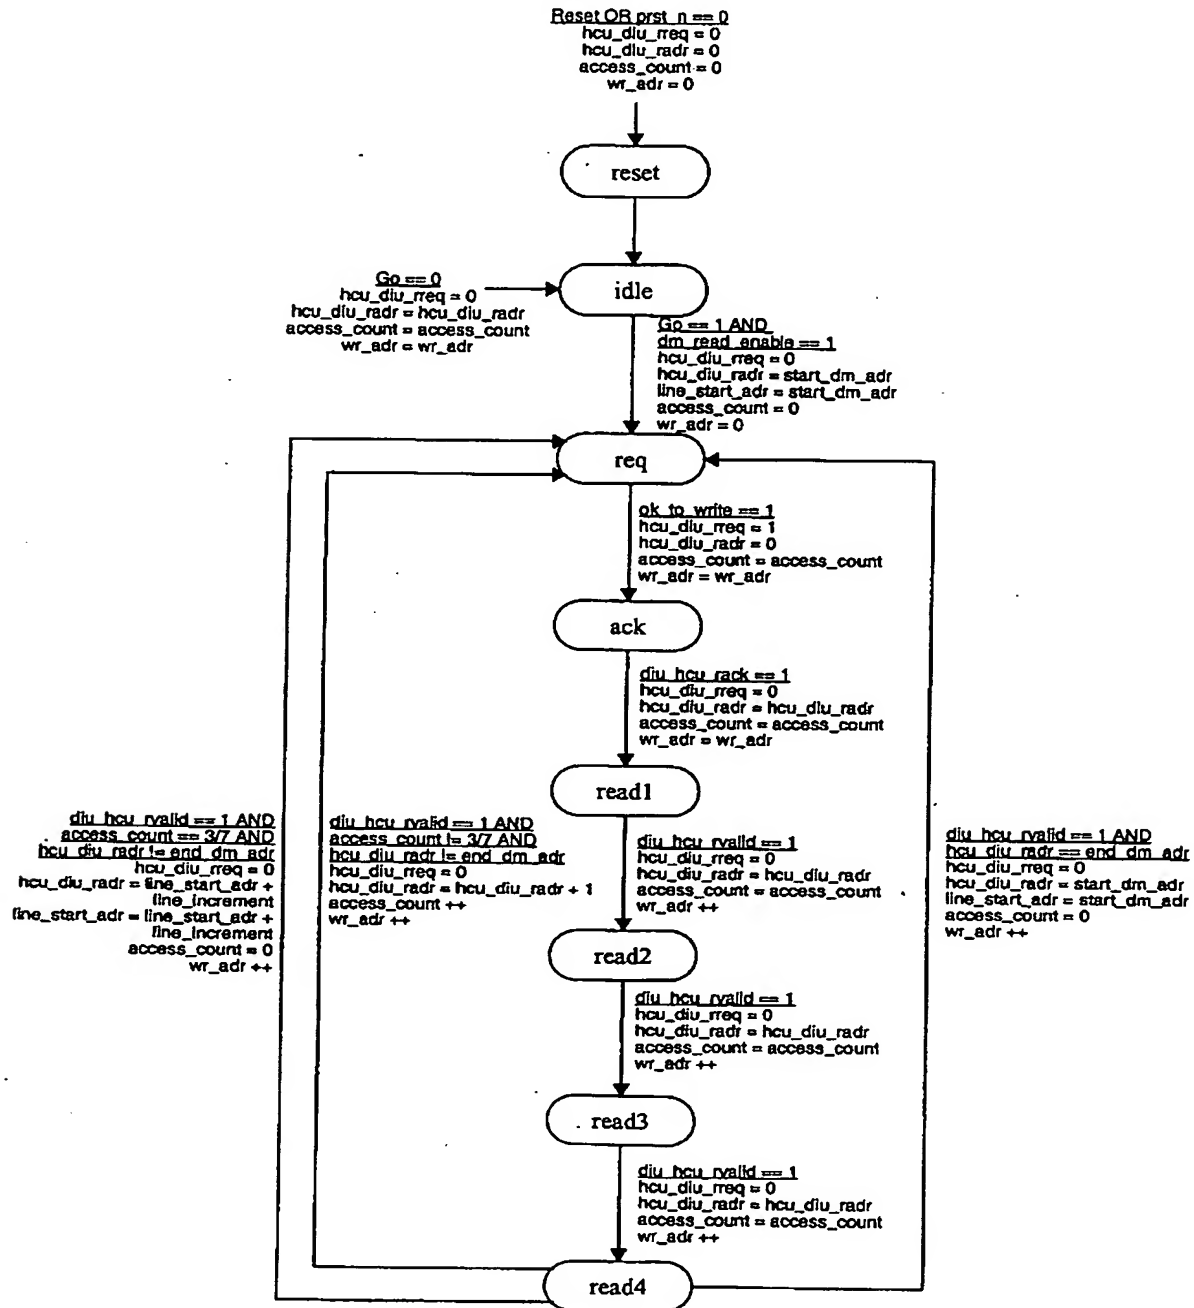 Reset OR prst_n == 0
hcu_diu_rreq = 0
hcu_diu_radr = 0
access_count = 0
wr_adr = 0
reset
idle
Go == 0
hcu_diu_rreq = 0
hcu_diu_radr = hcu_diu_radr
access_count = access_count
wr_adr = wr_adr
Go == 1 AND
dm_read_enable == 1
hcu_diu_rreq = 0
hcu_diu_radr = start_dm_adr
line_start_adr = start_dm_adr
access_count = 0
wr_adr = 0
req
ok_to_write == 1
hcu_diu_rreq = 1
hcu_diu_radr = 0
access_count = access_count
wr_adr = wr_adr
ack
diu_hcu_rack == 1
hcu_diu_rreq = 0
hcu_diu_radr = hcu_diu_radr
access_count = access_count
wr_adr = wr_adr
read1
diu_hcu_rvalid == 1 AND
access_count == 3/7 AND
hcu_diu_radr != end_dm_adr
hcu_diu_rreq = 0
hcu_diu_radr = line_start_adr +
line_increment
line_start_adr = line_start_adr +
line_increment
access_count = 0
wr_adr ++
diu_hcu_rvalid == 1 AND
access_count != 3/7 AND
hcu_diu_radr != end_dm_adr
hcu_diu_rreq = 0
hcu_diu_radr = hcu_diu_radr + 1
access_count ++
wr_adr ++
diu_hcu_rvalid == 1
hcu_diu_rreq = 0
hcu_diu_radr = hcu_diu_radr
access_count = access_count
wr_adr ++
diu_hcu_rvalid == 1 AND
hcu_diu_radr == end_dm_adr
hcu_diu_rreq = 0
hcu_diu_radr = start_dm_adr
line_start_adr = start_dm_adr
access_count = 0
wr_adr ++
read2
diu_hcu_rvalid == 1
hcu_diu_rreq = 0
hcu_diu_radr = hcu_diu_radr
access_count = access_count
wr_adr ++
read3
diu_hcu_rvalid == 1
hcu_diu_rreq = 0
hcu_diu_radr = hcu_diu_radr
access_count = access_count
wr_adr ++
read4